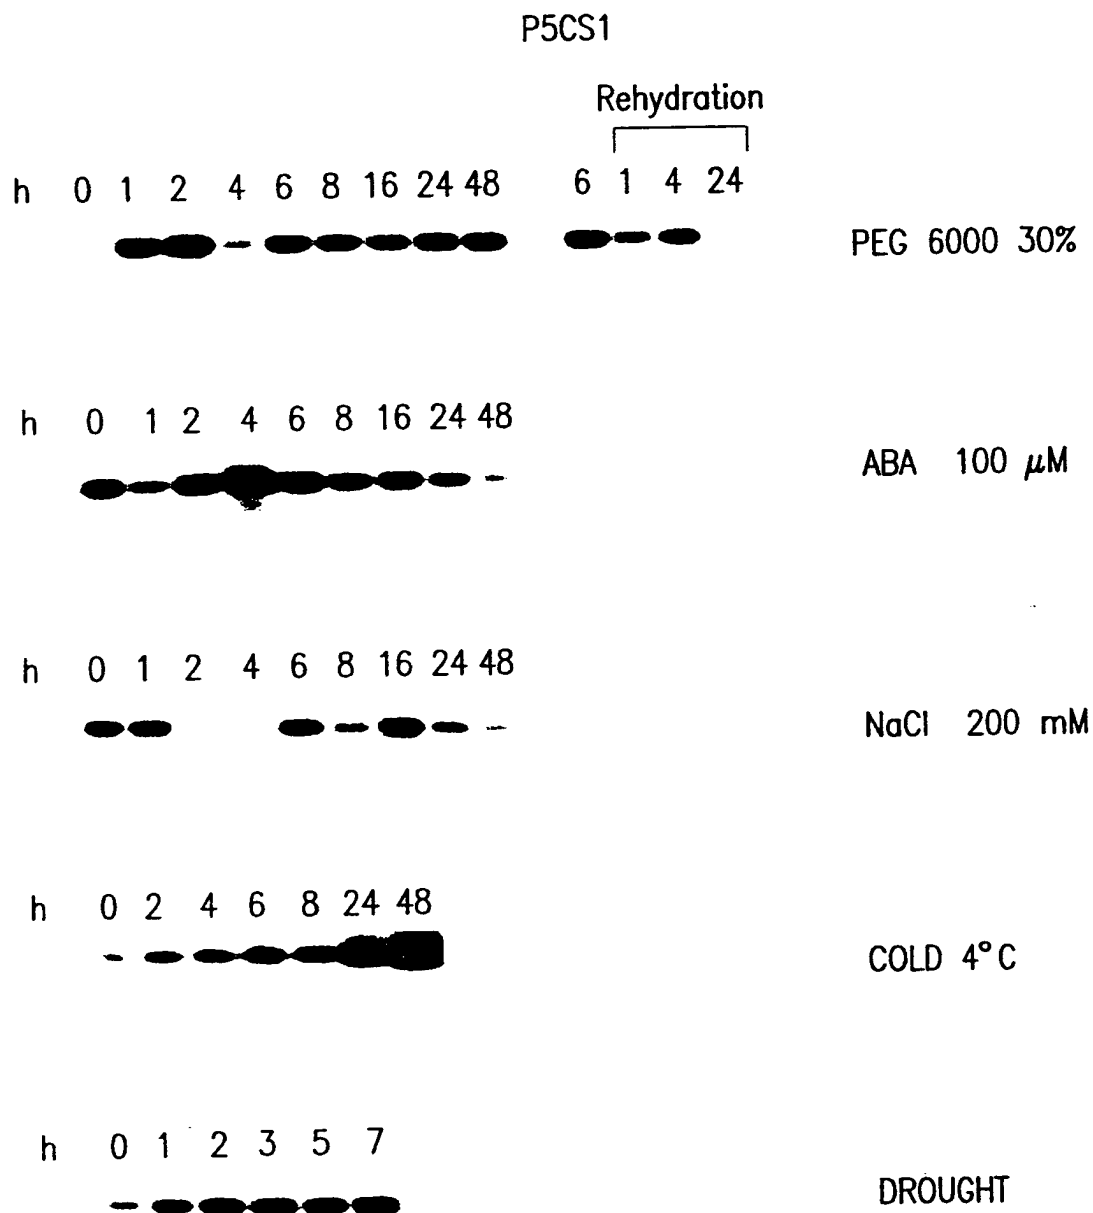 P5CS1
Rehydration
h 0 1 2 4 6 8 16 24 48 6 1 4 24
PEG 6000 30%
h 0 1 2 4 6 8 16 24 48
ABA 100 μM
h 0 1 2 4 6 8 16 24 48
NaCl 200 mM
h 0 2 4 6 8 24 48
COLD 4°C
h 0 1 2 3 5 7
DROUGHT